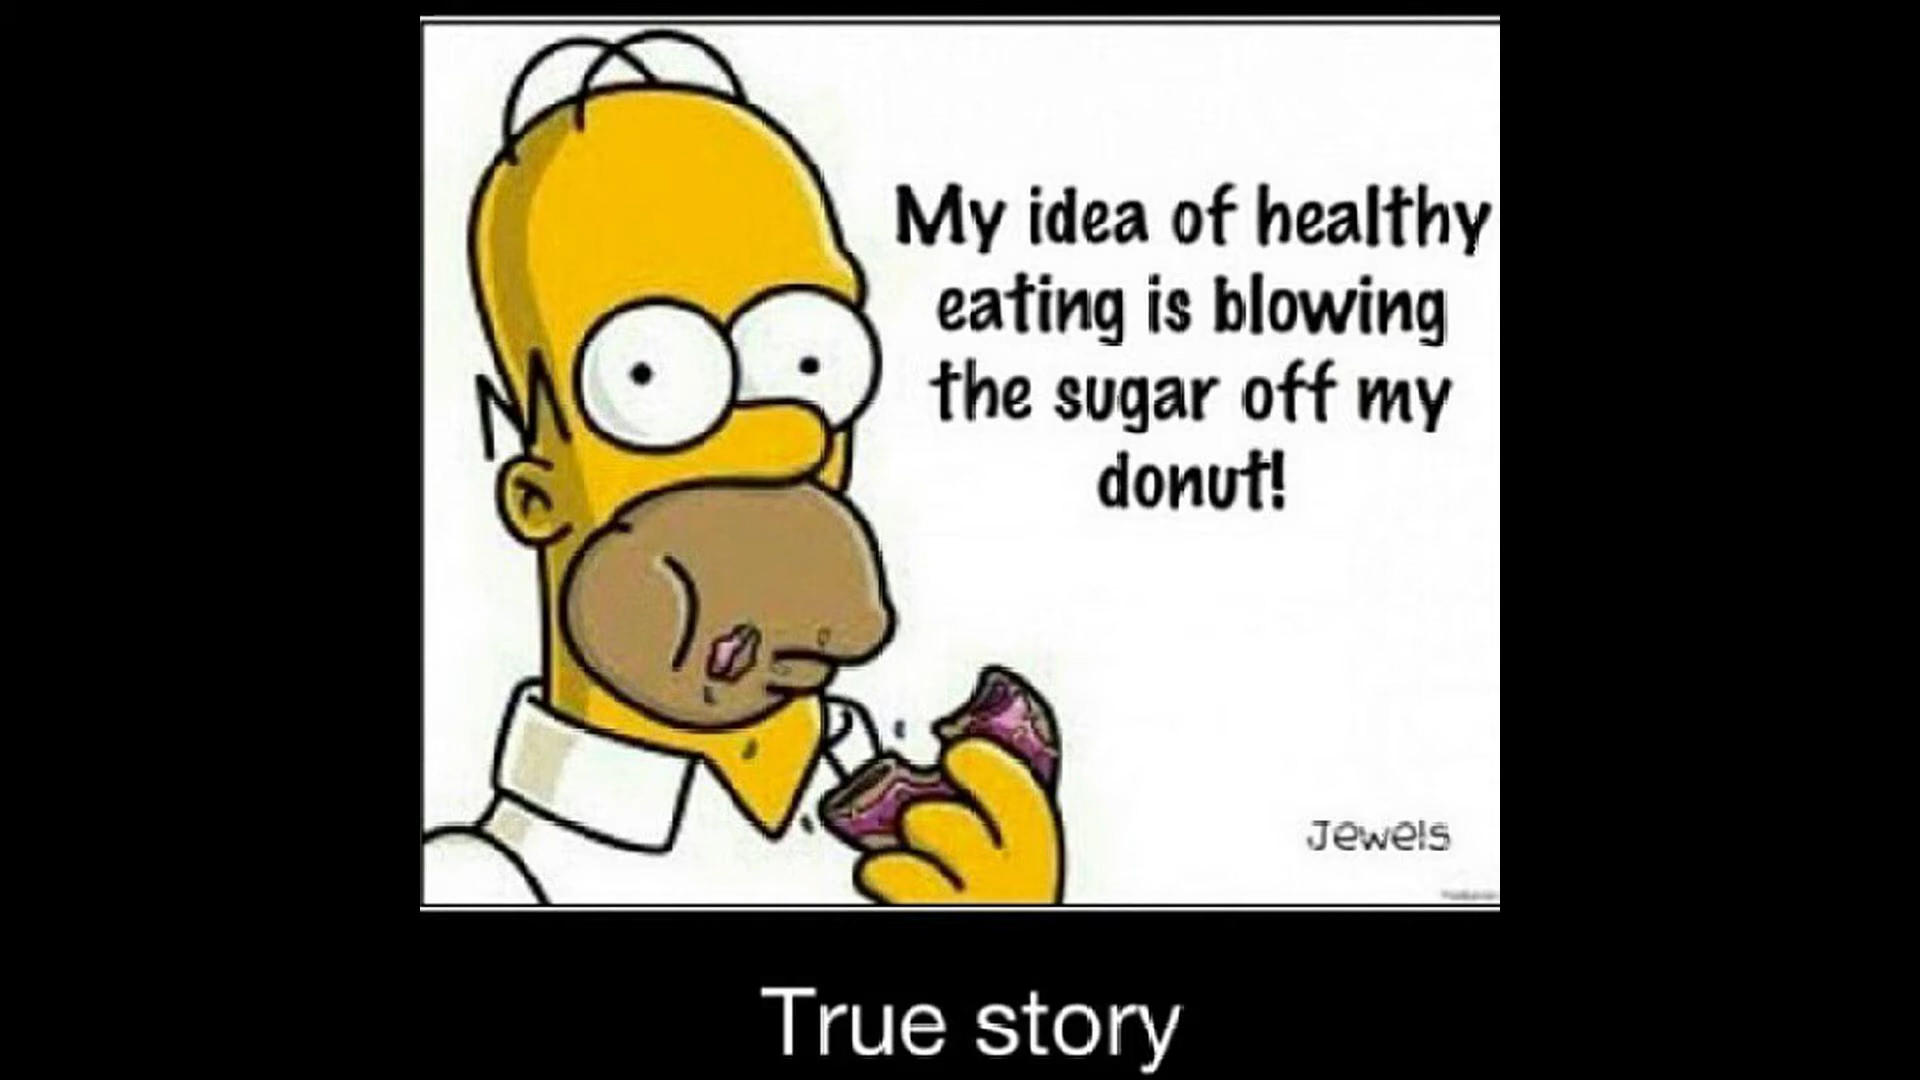 My idea of healthy
eating is blowing
the sugar off my
donut!
Jewels
True story